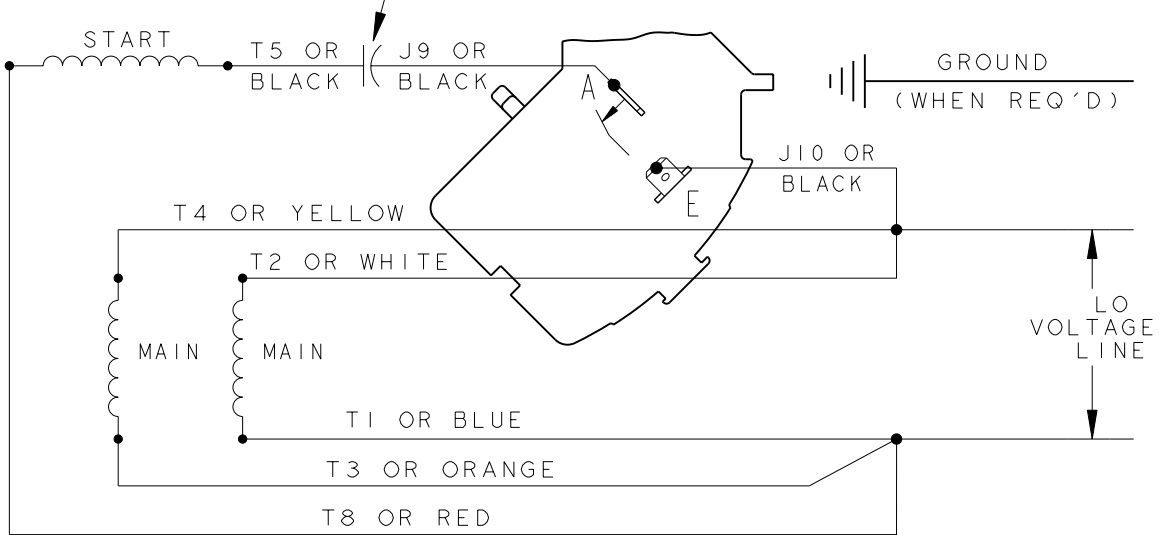 START
T5 OR
BLACK
J9 OR
BLACK
A
GROUND
(WHEN REQ'D)
J10 OR
BLACK
E
T4 OR YELLOW
T2 OR WHITE
MAIN
MAIN
LO
VOLTAGE
LINE
T1 OR BLUE
T3 OR ORANGE
T8 OR RED